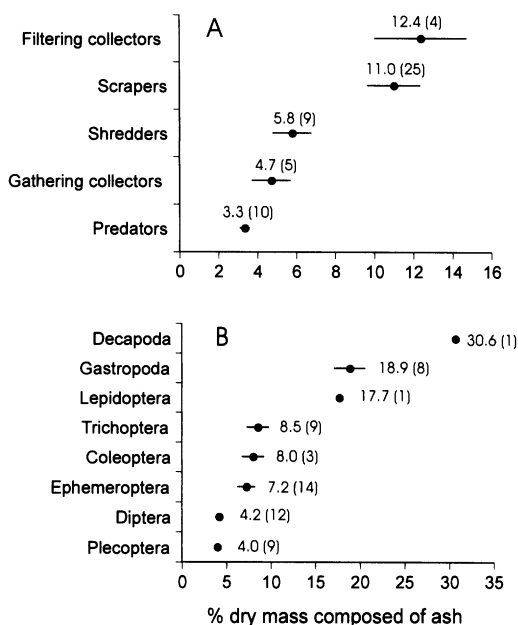 A
Filtering collectors 12.4 (4)
Scrapers 11.0 (25)
Shredders 5.8 (9)
Gathering collectors 4.7 (5)
Predators 3.3 (10)
0 2 4 6 8 10 12 14 16
B
Decapoda 30.6 (1)
Gastropoda 18.9 (8)
Lepidoptera 17.7 (1)
Trichoptera 8.5 (9)
Coleoptera 8.0 (3)
Ephemeroptera 7.2 (14)
Diptera 4.2 (12)
Plecoptera 4.0 (9)
0 5 10 15 20 25 30 35
% dry mass composed of ash